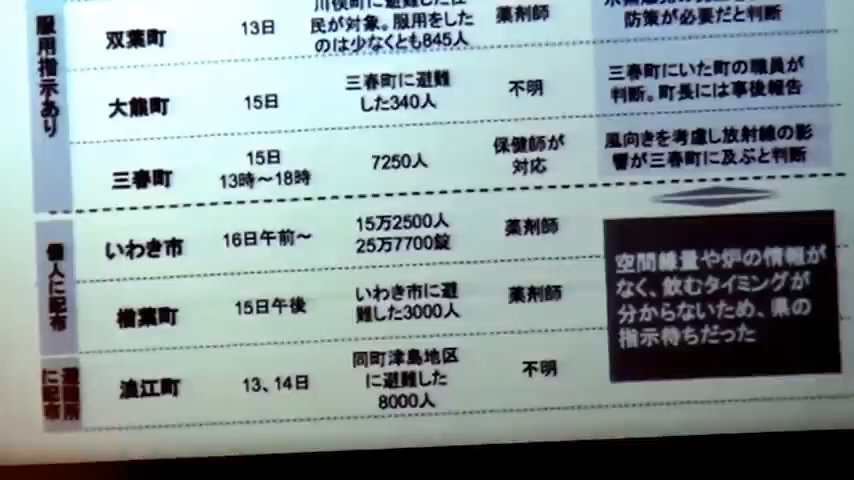 服用指示あり
双葉町
13日
川俣町に避難した住
民が対象。服用をした
のは少なくとも845人
薬剤師
防策が必要だと判断
大熊町
15日
三春町に避難
した340人
不明
三春町にいた町の職員が
判断。町長には事後報告
三春町
15日
13時～18時
7250人
保健師が
対応
風向きを考慮し放射線の影
響が三春町に及ぶと判断
個人に配布
いわき市
16日午前～
15万2500人
25万7700錠
薬剤師
空間線量や炉の情報が
なく、飲むタイミングが
分からないため、県の
指示待ちだった
楢葉町
15日午後
いわき市に避
難した3000人
薬剤師
避難所
に配布
浪江町
13、14日
同町津島地区
に避難した
8000人
不明